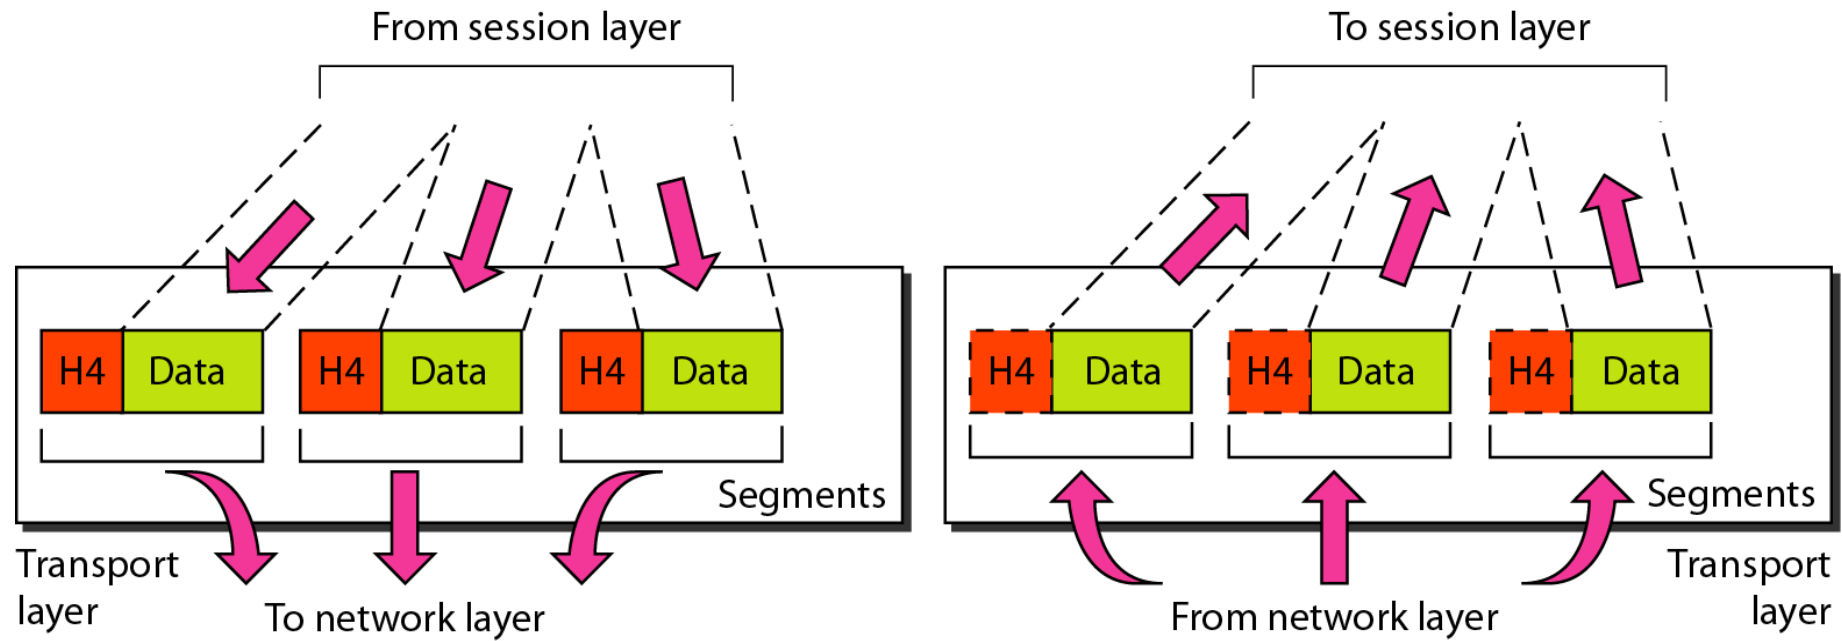 From session layer
H4 Data H4 Data H4 Data
Segments
Transport
layer
To network layer
To session layer
H4 Data H4 Data H4 Data
Segments
Transport
layer
From network layer